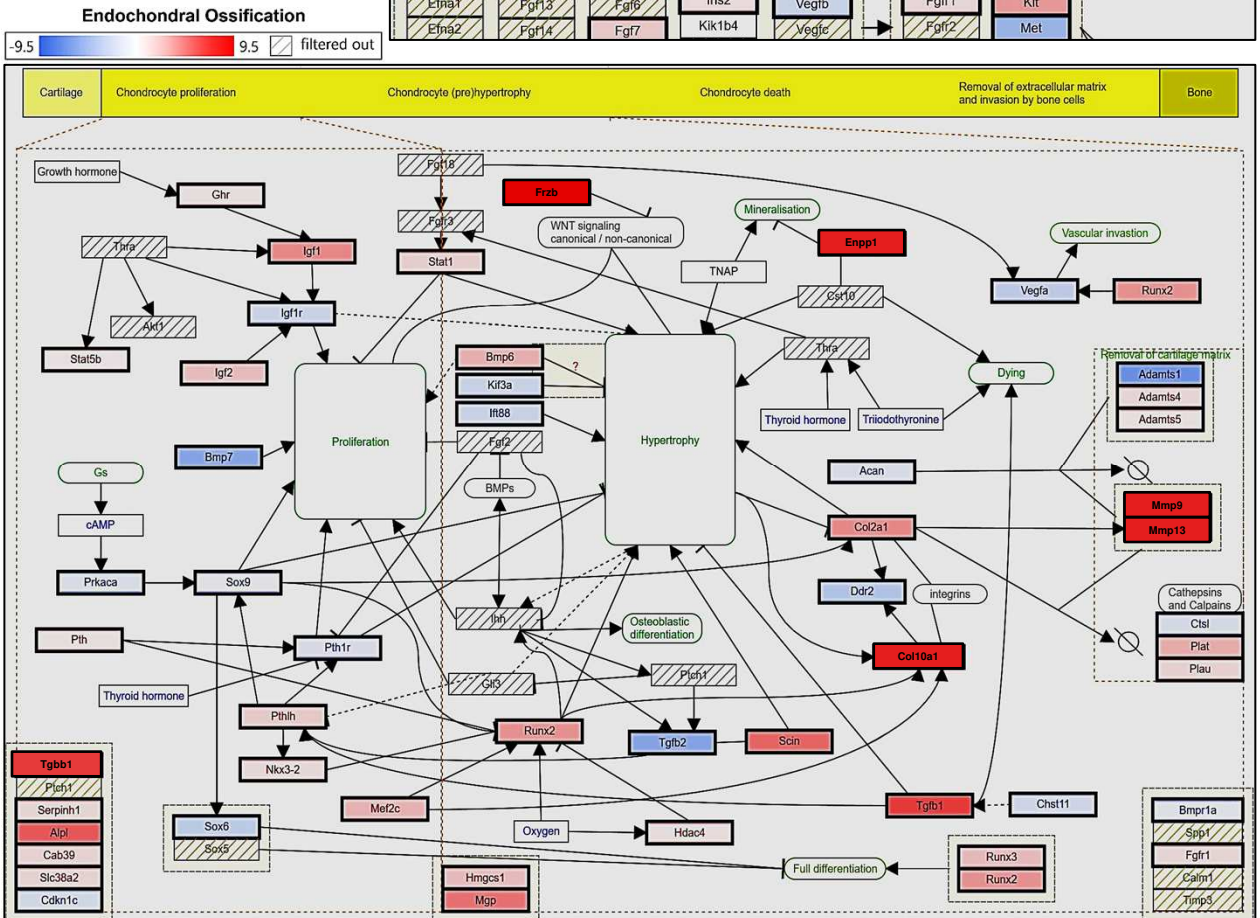 Endochondral Ossification
-9.5
9.5
filtered out
Efna1
Fgf13
Fgf6
Ins2
Vegfb
Fgfr1
Kit
Efna2
Fgf14
Fgf7
Kik1b4
Vegfc
Fgfr2
Met
Cartilage
Chondrocyte proliferation
Chondrocyte (pre)hypertrophy
Chondrocyte death
Removal of extracellular matrix
and invasion by bone cells
Bone
Growth hormone
Ghr
Thra
Igf1
Akt1
Igf1r
Stat5b
Igf2
Bmp7
Gs
cAMP
Prkaca
Sox9
Pth
Pth1r
Thyroid hormone
Pthlh
Nkx3-2
Proliferation
Fgf18
Fgfr3
Stat1
Frzb
WNT signaling
canonical / non-canonical
Mineralisation
Enpp1
TNAP
Cst10
Vascular invastion
Vegfa
Runx2
Bmp6
?
Kif3a
Ift88
Fgf2
BMPs
Hypertrophy
Thra
Thyroid hormone
Triiodothyronine
Dying
Removal of cartilage matrix
Adamts1
Adamts4
Adamts5
Acan
Mmp9
Mmp13
Col2a1
Ddr2
integrins
Col10a1
Cathepsins
and Calpains
Ctsl
Plat
Plau
Ihh
Osteoblastic
differentiation
Gli3
Ptch1
Runx2
Tgfb2
Scin
Mef2c
Oxygen
Hdac4
Tgfb1
Chst11
Tgbb1
Ptch1
Serpinh1
Alpl
Cab39
Slc38a2
Cdkn1c
Sox6
Sox5
Hmgcs1
Mgp
Full differentiation
Runx3
Runx2
Bmpr1a
Spp1
Fgfr1
Calm1
Timp3